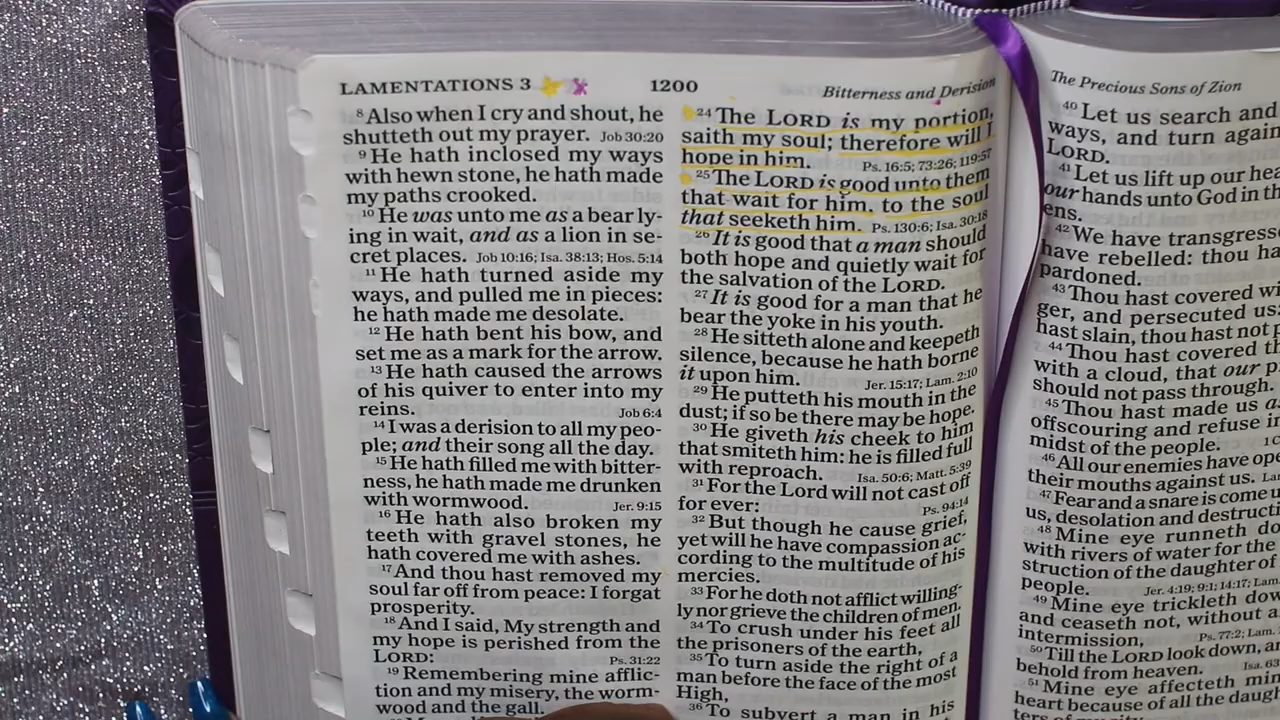 LAMENTATIONS 3
1200
Bitterness and Derision
8 Also when I cry and shout, he
shutteth out my prayer. Job 30:20
9 He hath inclosed my ways
with hewn stone, he hath made
my paths crooked.
10 He was unto me as a bear ly-
ing in wait, and as a lion in se-
cret places. Job 10:16; Isa. 38:13; Hos. 5:14
11 He hath turned aside my
ways, and pulled me in pieces:
he hath made me desolate.
12 He hath bent his bow, and
set me as a mark for the arrow.
13 He hath caused the arrows
of his quiver to enter into my
reins. Job 6:4
14 I was a derision to all my peo-
ple; and their song all the day.
15 He hath filled me with bitter-
ness, he hath made me drunken
with wormwood. Jer. 9:15
16 He hath also broken my
teeth with gravel stones, he
hath covered me with ashes.
17 And thou hast removed my
soul far off from peace: I forgat
prosperity.
18 And I said, My strength and
my hope is perished from the
LORD: Ps. 31:22
19 Remembering mine afflic-
tion and my misery, the worm-
wood and the gall.
24 The LORD is my portion,
saith my soul; therefore will I
hope in him. Ps. 16:5; 73:26; 119:57
25 The LORD is good unto them
that wait for him, to the soul
that seeketh him. Ps. 130:6; Isa. 30:18
26 It is good that a man should
both hope and quietly wait for
the salvation of the LORD.
27 It is good for a man that he
bear the yoke in his youth.
28 He sitteth alone and keepeth
silence, because he hath borne
it upon him. Jer. 15:17; Lam. 2:10
29 He putteth his mouth in the
dust; if so be there may be hope.
30 He giveth his cheek to him
that smiteth him: he is filled full
with reproach. Isa. 50:6; Matt. 5:39
31 For the Lord will not cast off
for ever: Ps. 94:14
32 But though he cause grief,
yet will he have compassion ac-
cording to the multitude of his
mercies.
33 For he doth not afflict willing-
ly nor grieve the children of men.
34 To crush under his feet all
the prisoners of the earth,
35 To turn aside the right of a
man before the face of the most
High,
36 To subvert a man in his
The Precious Sons of Zion
40 Let us search and
ways, and turn again
LORD.
41 Let us lift up our hea
our hands unto God in th
ens.
42 We have transgresse
have rebelled: thou ha
pardoned.
43 Thou hast covered wi
ger, and persecuted us:
hast slain, thou hast not p
44 Thou hast covered th
with a cloud, that our p
should not pass through.
45 Thou hast made us as
offscouring and refuse in
midst of the people.
46 All our enemies have ope
their mouths against us. La
47 Fear and a snare is come u
us, desolation and destructi
48 Mine eye runneth do
with rivers of water for the
struction of the daughter of
people. Jer. 4:19; 9:1; 14:17; Lam.
49 Mine eye trickleth dow
and ceaseth not, without a
intermission, Ps. 77:2; Lam.
50 Till the LORD look down, an
behold from heaven. Isa. 63
51 Mine eye affecteth min
heart because of all the daugh